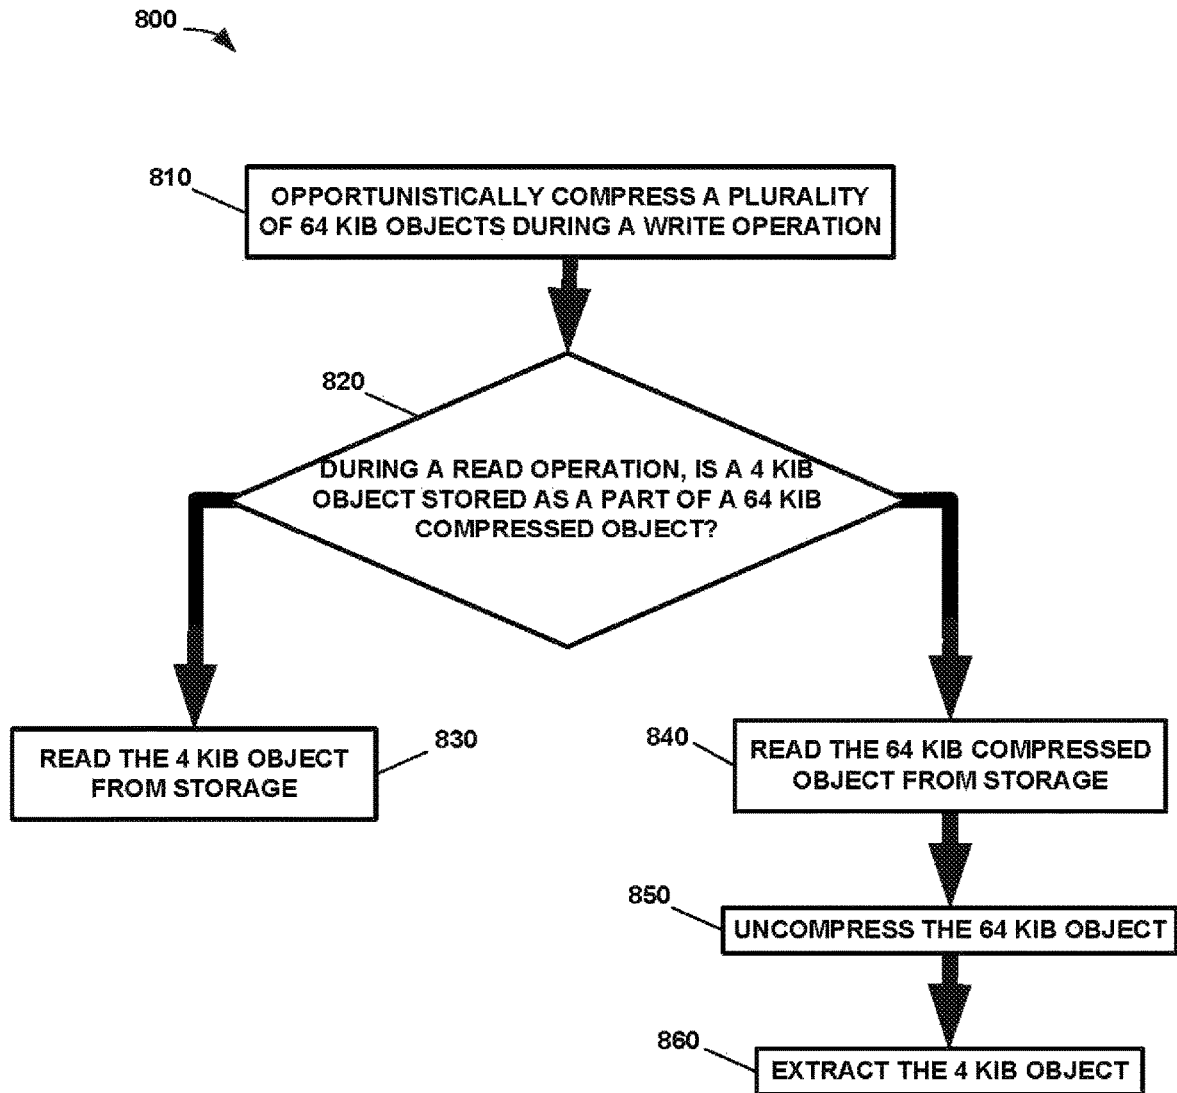 800
810
OPPORTUNISTICALLY COMPRESS A PLURALITY
OF 64 KIB OBJECTS DURING A WRITE OPERATION
820
DURING A READ OPERATION, IS A 4 KIB
OBJECT STORED AS A PART OF A 64 KIB
COMPRESSED OBJECT?
READ THE 4 KIB OBJECT
FROM STORAGE
830
840
READ THE 64 KIB COMPRESSED
OBJECT FROM STORAGE
850
UNCOMPRESS THE 64 KIB OBJECT
860
EXTRACT THE 4 KIB OBJECT